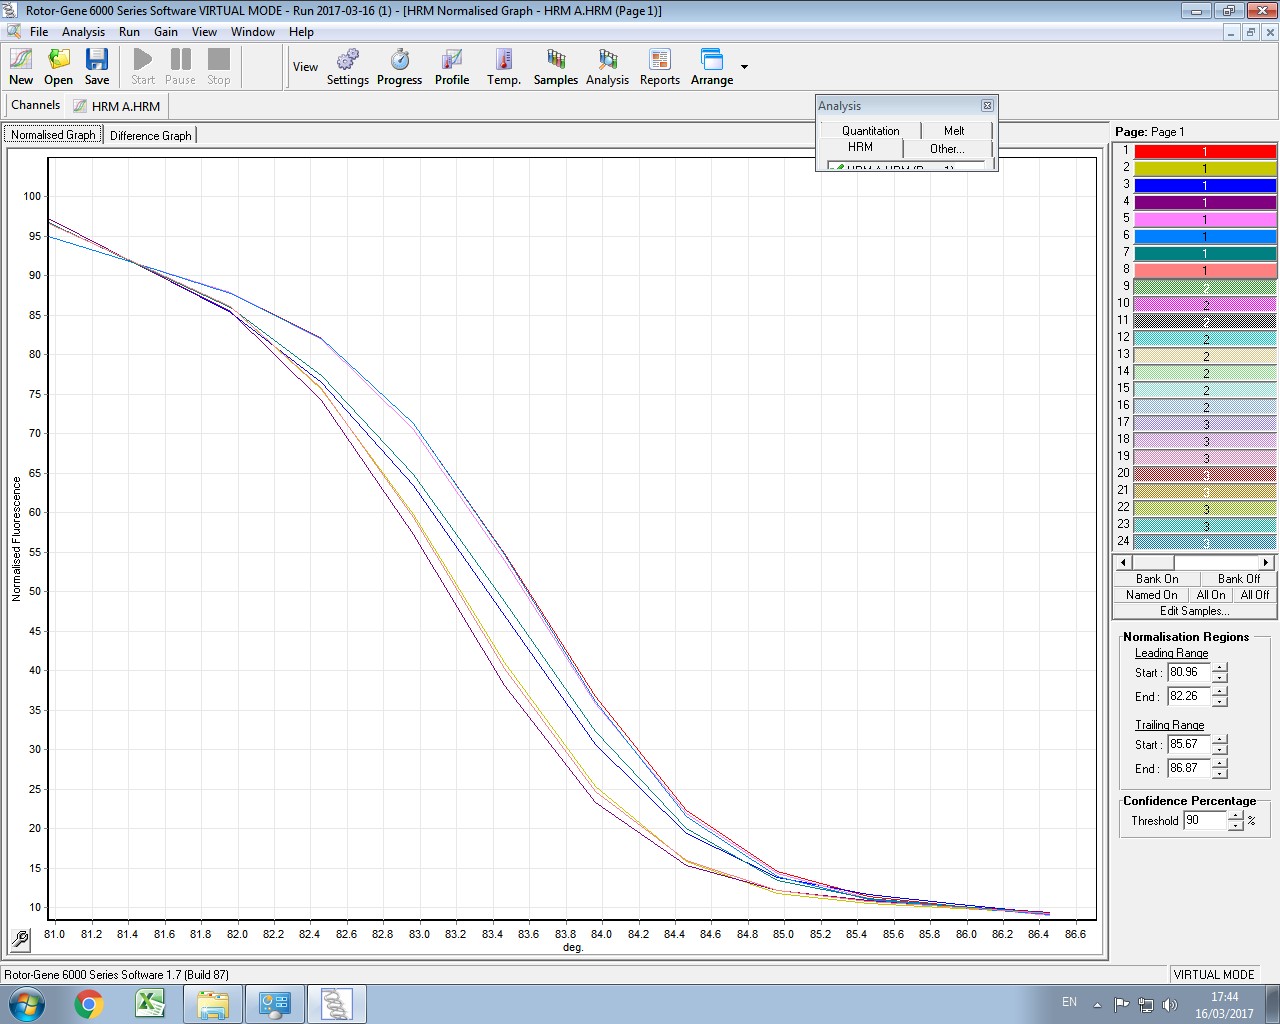 Rotor-Gene 6000 Series Software VIRTUAL MODE - Run 2017-03-16 (1) - [HRM Normalised Graph - HRM A.HRM (Page 1)]
File Analysis Run Gain View Window Help
New Open Save Start Pause Stop View Settings Progress Profile Temp. Samples Analysis Reports Arrange
Channels HRM A.HRM
Analysis
Quantitation Melt
HRM Other...
HRM A.HRM (Page 1)
Normalised Graph Difference Graph
Page: Page 1
1 1
2 1
3 1
4 1
5 1
6 1
7 1
8 1
9 2
10 2
11 2
12 2
13 2
14 2
15 2
16 2
17 3
18 3
19 3
20 3
21 3
22 3
23 3
24 3
Bank On Bank Off
Named On All On All Off
Edit Samples...
Normalisation Regions
Leading Range
Start : 80.96
End : 82.26
Trailing Range
Start : 85.67
End : 86.87
Confidence Percentage
Threshold 90 %
Normalised Fluorescence
100
95
90
85
80
75
70
65
60
55
50
45
40
35
30
25
20
15
10
81.0 81.2 81.4 81.6 81.8 82.0 82.2 82.4 82.6 82.8 83.0 83.2 83.4 83.6 83.8 84.0 84.2 84.4 84.6 84.8 85.0 85.2 85.4 85.6 85.8 86.0 86.2 86.4 86.6
deg.
Rotor-Gene 6000 Series Software 1.7 (Build 87) VIRTUAL MODE
EN 17:44
16/03/2017